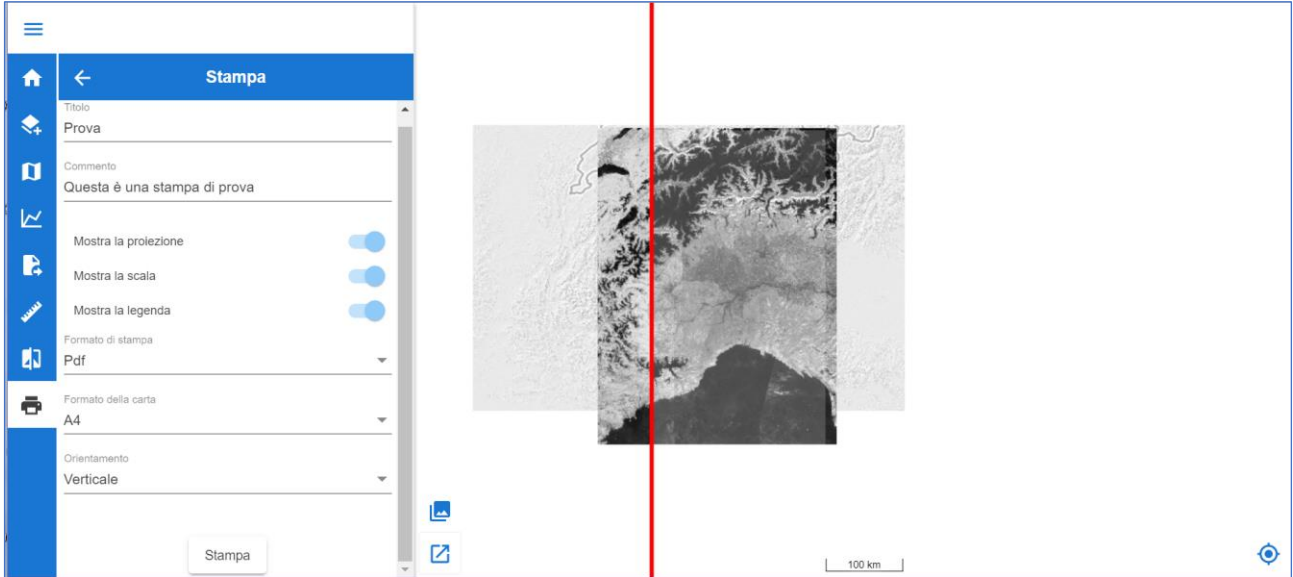 Stampa
Titolo
Prova
Commento
Questa è una stampa di prova
Mostra la proiezione
Mostra la scala
Mostra la legenda
Formato di stampa
Pdf
Formato della carta
A4
Orientamento
Verticale
Stampa
100 km